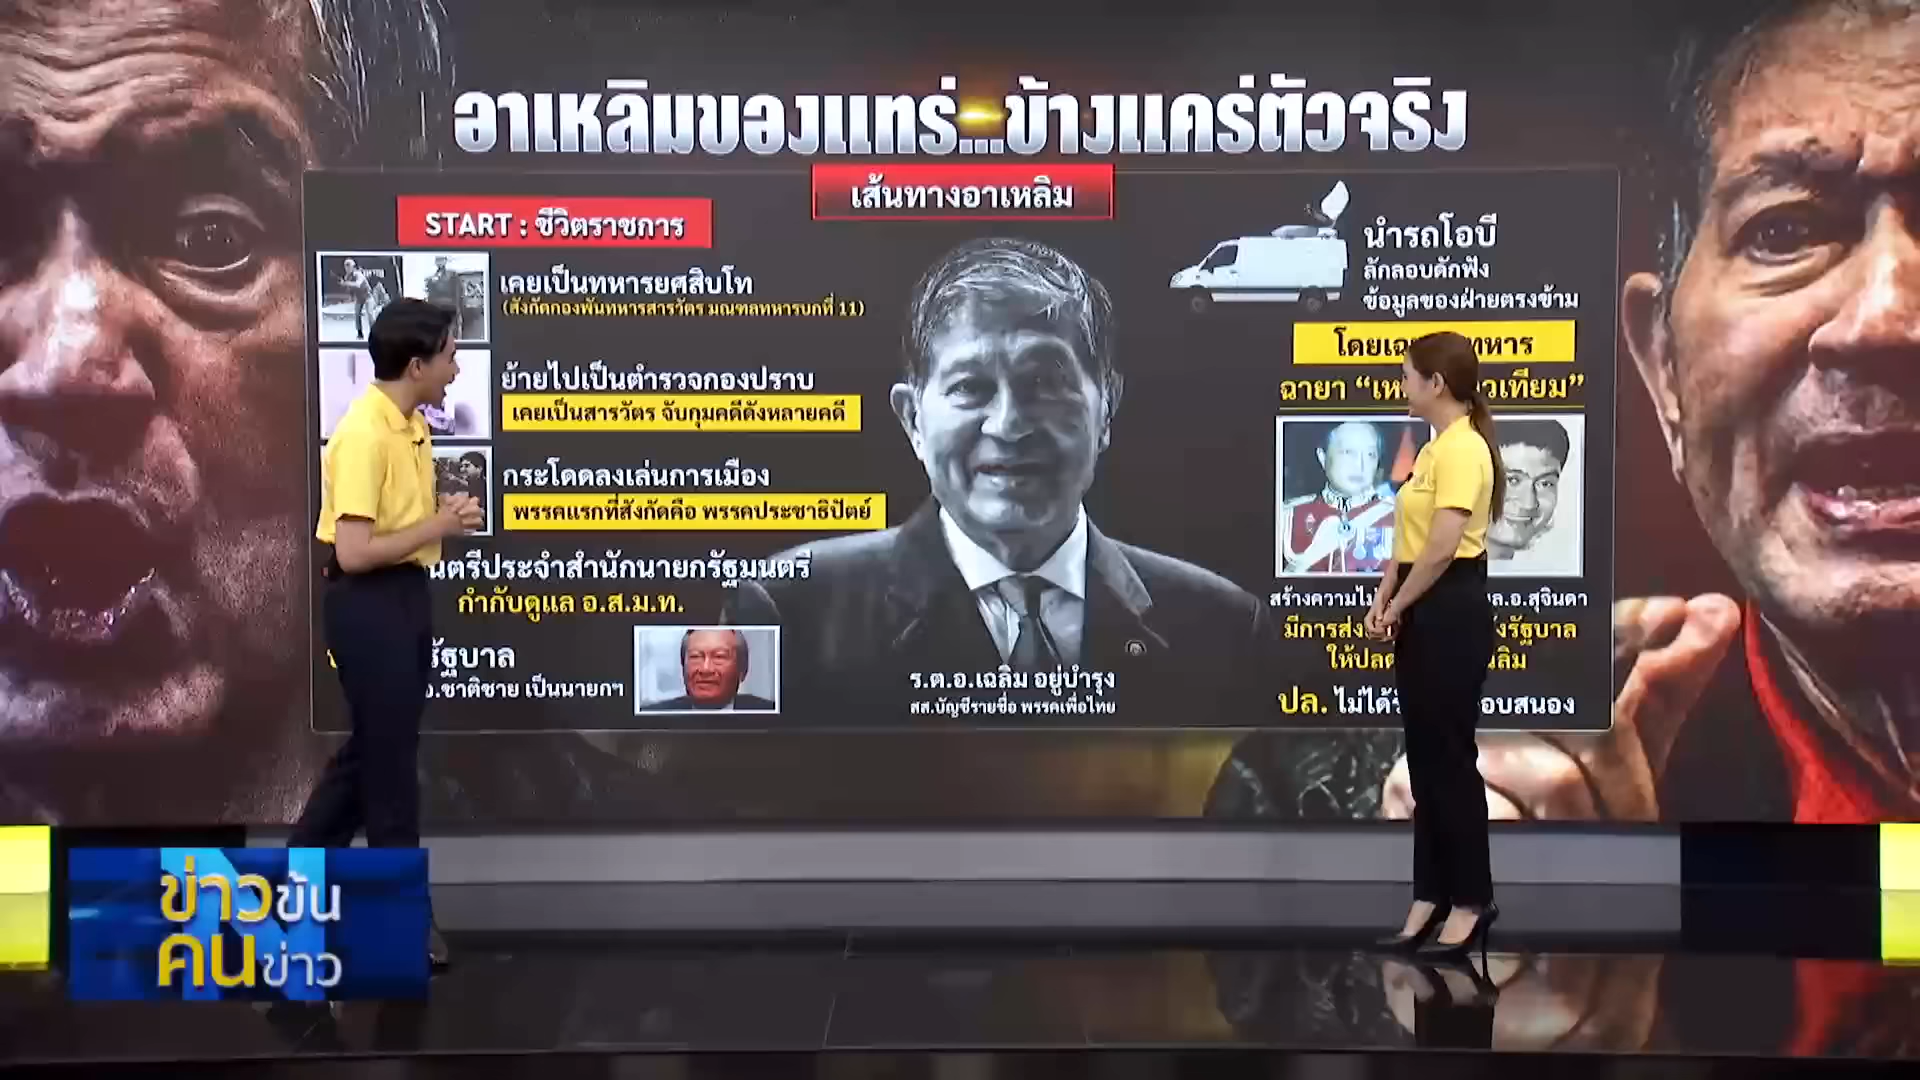 อาเหลิมของแทร่...ข้างแคร่ตัวจริง
เส้นทางอาเหลิม
START : ชีวิตราชการ
เคยเป็นทหารยศสิบโท
(สังกัดกองพันทหารสารวัตร มณฑลทหารบกที่ 11)
ย้ายไปเป็นตำรวจกองปราบ
เคยเป็นสารวัตร จับกุมคดีดังหลายคดี
กระโดดลงเล่นการเมือง
พรรคแรกที่สังกัดคือ พรรคประชาธิปัตย์
นตรีประจำสำนักนายกรัฐมนตรี
กำกับดูแล อ.ส.ม.ท.
รัฐบาล
อ.ชาติชาย เป็นนายกฯ
ร.ต.อ.เฉลิม อยู่บำรุง
สส.บัญชีรายชื่อ พรรคเพื่อไทย
นำรถโอบี
ลักลอบดักฟัง
ข้อมูลของฝ่ายตรงข้าม
โดยเฉ ทหาร
ฉายา “เห วเทียม”
สร้างความไม่ ล.อ.สุจินดา
มีการส่ง งรัฐบาล
ให้ปลด ลิม
ปล. ไม่ได้ร อบสนอง
ข่าวข้น
คนข่าว